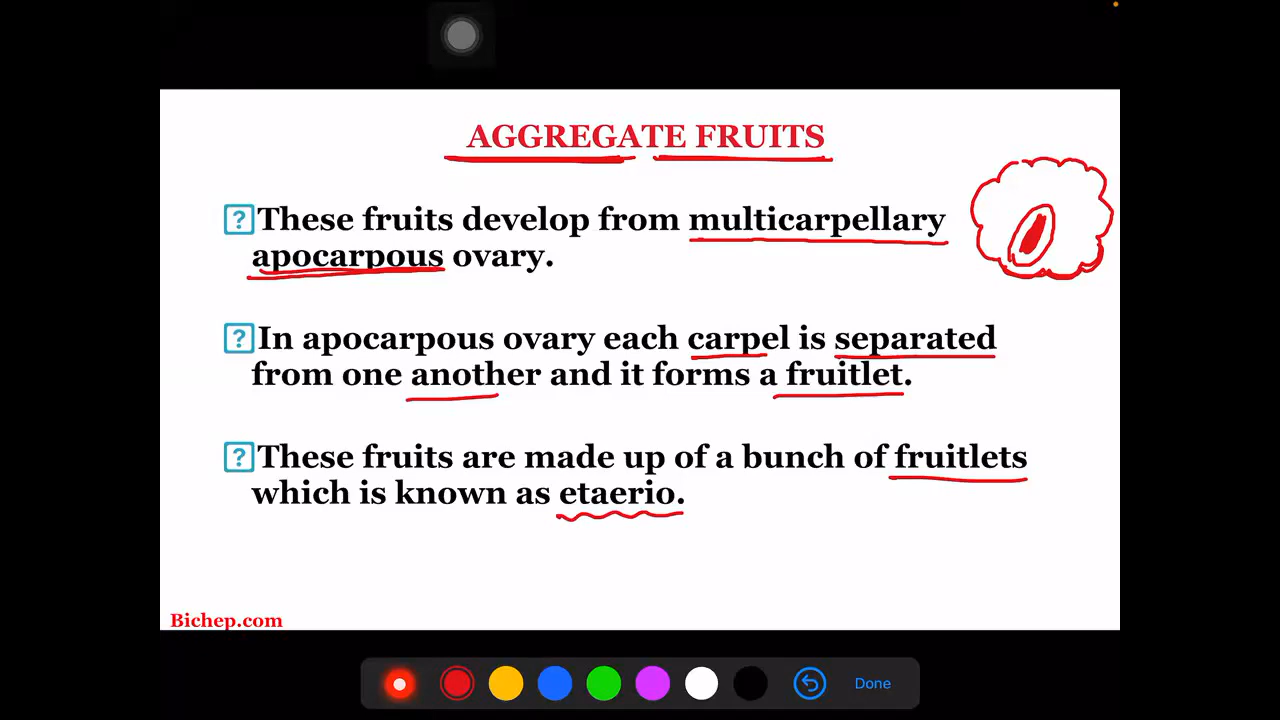 AGGREGATE FRUITS
?These fruits develop from multicarpellary
apocarpous ovary.
?In apocarpous ovary each carpel is separated
from one another and it forms a fruitlet.
?These fruits are made up of a bunch of fruitlets
which is known as etaerio.
Bichep.com
Done